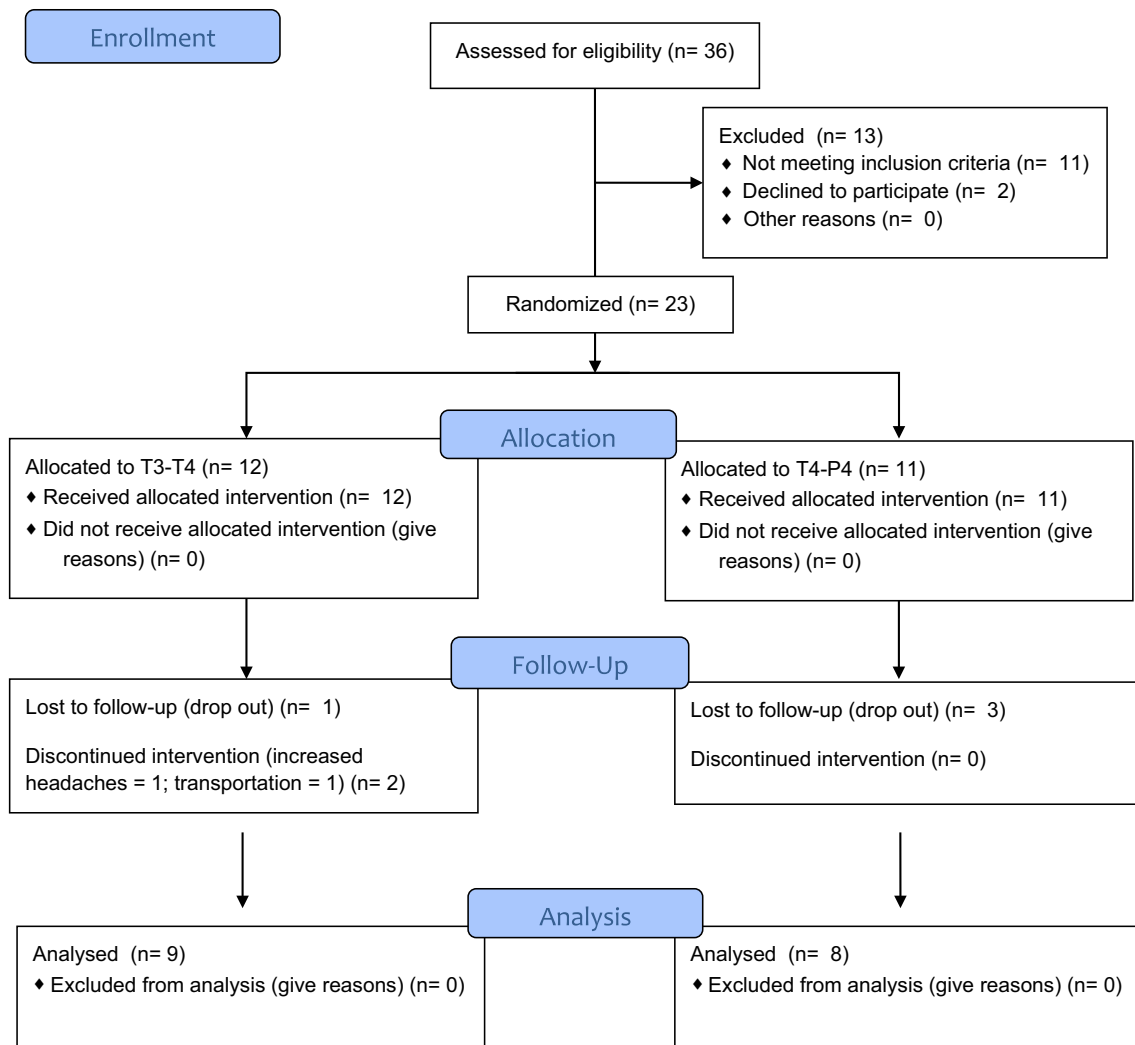 Enrollment
Assessed for eligibility (n= 36)
Excluded (n= 13)
♦ Not meeting inclusion criteria (n= 11)
♦ Declined to participate (n= 2)
♦ Other reasons (n= 0)
Randomized (n= 23)
Allocation
Allocated to T3-T4 (n= 12)
♦ Received allocated intervention (n= 12)
♦ Did not receive allocated intervention (give
reasons) (n= 0)
Allocated to T4-P4 (n= 11)
♦ Received allocated intervention (n= 11)
♦ Did not receive allocated intervention (give
reasons) (n= 0)
Follow-Up
Lost to follow-up (drop out) (n= 1)
Discontinued intervention (increased
headaches = 1; transportation = 1) (n= 2)
Lost to follow-up (drop out) (n= 3)
Discontinued intervention (n= 0)
Analysis
Analysed (n= 9)
♦ Excluded from analysis (give reasons) (n= 0)
Analysed (n= 8)
♦ Excluded from analysis (give reasons) (n= 0)